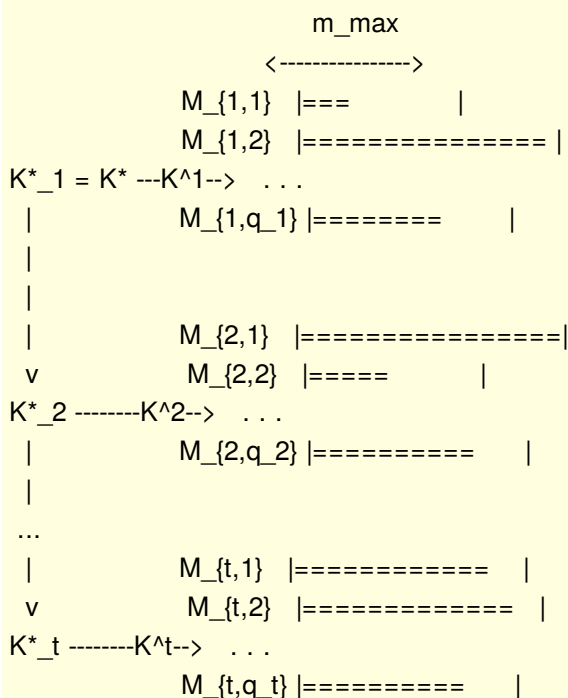 m_max
<---------------->
M_{1,1} |=== |
M_{1,2} |=============== |
K*_1 = K* ---K^1--> . . .
| M_{1,q_1} |======== |
|
|
| M_{2,1} |================|
v M_{2,2} |===== |
K*_2 --------K^2--> . . .
| M_{2,q_2} |========== |
|
...
| M_{t,1} |============ |
v M_{t,2} |============= |
K*_t --------K^t--> . . .
M_{t,q_t} |========== |